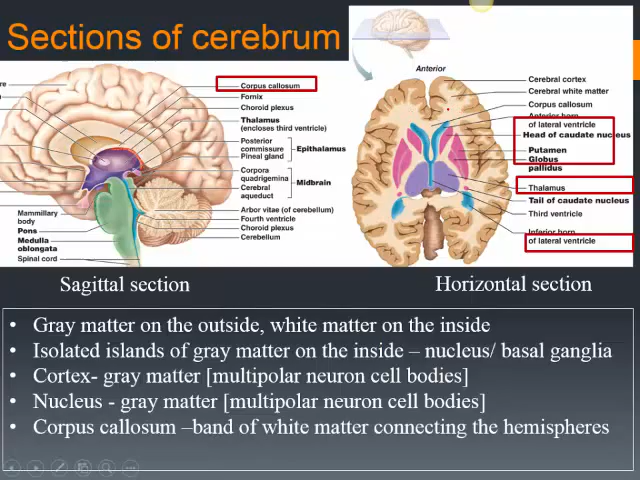 Sections of cerebrum
Corpus callosum
Fornix
Choroid plexus
Thalamus
(encloses third ventricle)
Posterior
commissure
Pineal gland
Epithalamus
Corpora
quadrigemina
Cerebral
aqueduct
Midbrain
Arbor vitae (of cerebellum)
Fourth ventricle
Choroid plexus
Cerebellum
Mammillary
body
Pons
Medulla
oblongata
Spinal cord
Anterior
Cerebral cortex
Cerebral white matter
Corpus callosum
Anterior horn
of lateral ventricle
Head of caudate nucleus
Putamen
Globus
pallidus
Thalamus
Tail of caudate nucleus
Third ventricle
Inferior horn
of lateral ventricle
Sagittal section
Horizontal section
• Gray matter on the outside, white matter on the inside
• Isolated islands of gray matter on the inside – nucleus/ basal ganglia
• Cortex- gray matter [multipolar neuron cell bodies]
• Nucleus - gray matter [multipolar neuron cell bodies]
• Corpus callosum –band of white matter connecting the hemispheres